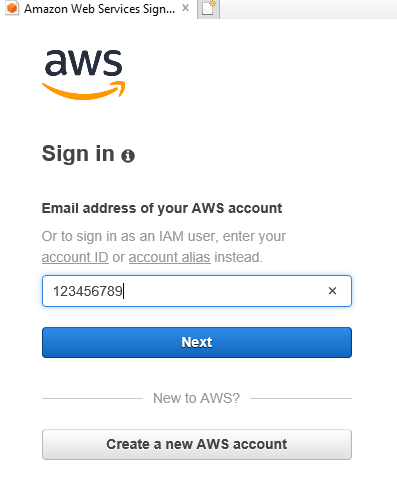 Amazon Web Services Sign...
aws
Sign in
Email address of your AWS account
Or to sign in as an IAM user, enter your
account ID or account alias instead.
123456789
Next
New to AWS?
Create a new AWS account